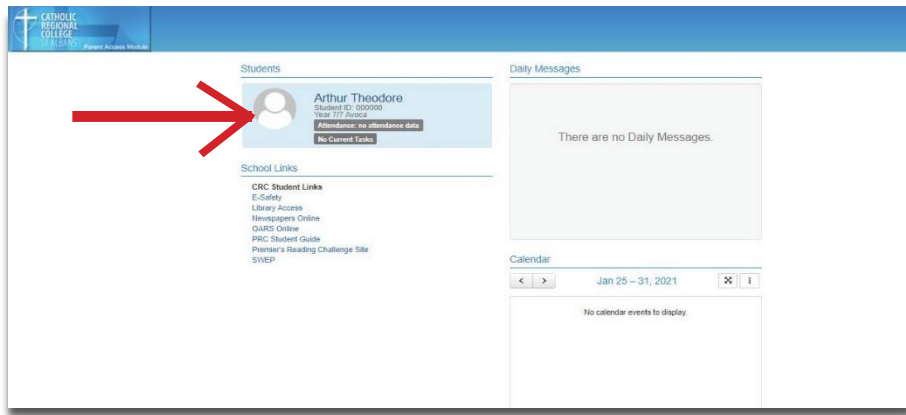 CATHOLIC
REGIONAL
COLLEGE
ST ALBANS
Parent Access Module
Students
Arthur Theodore
Student ID: 000000
Year 7/7 Avoca
Attendance: no attendance data
No Current Tasks
School Links
CRC Student Links
E-Safety
Library Access
Newspapers Online
OARS Online
PRC Student Guide
Premier's Reading Challenge Site
SWEP
Daily Messages
There are no Daily Messages.
Calendar
< > Jan 25 – 31, 2021
No calendar events to display